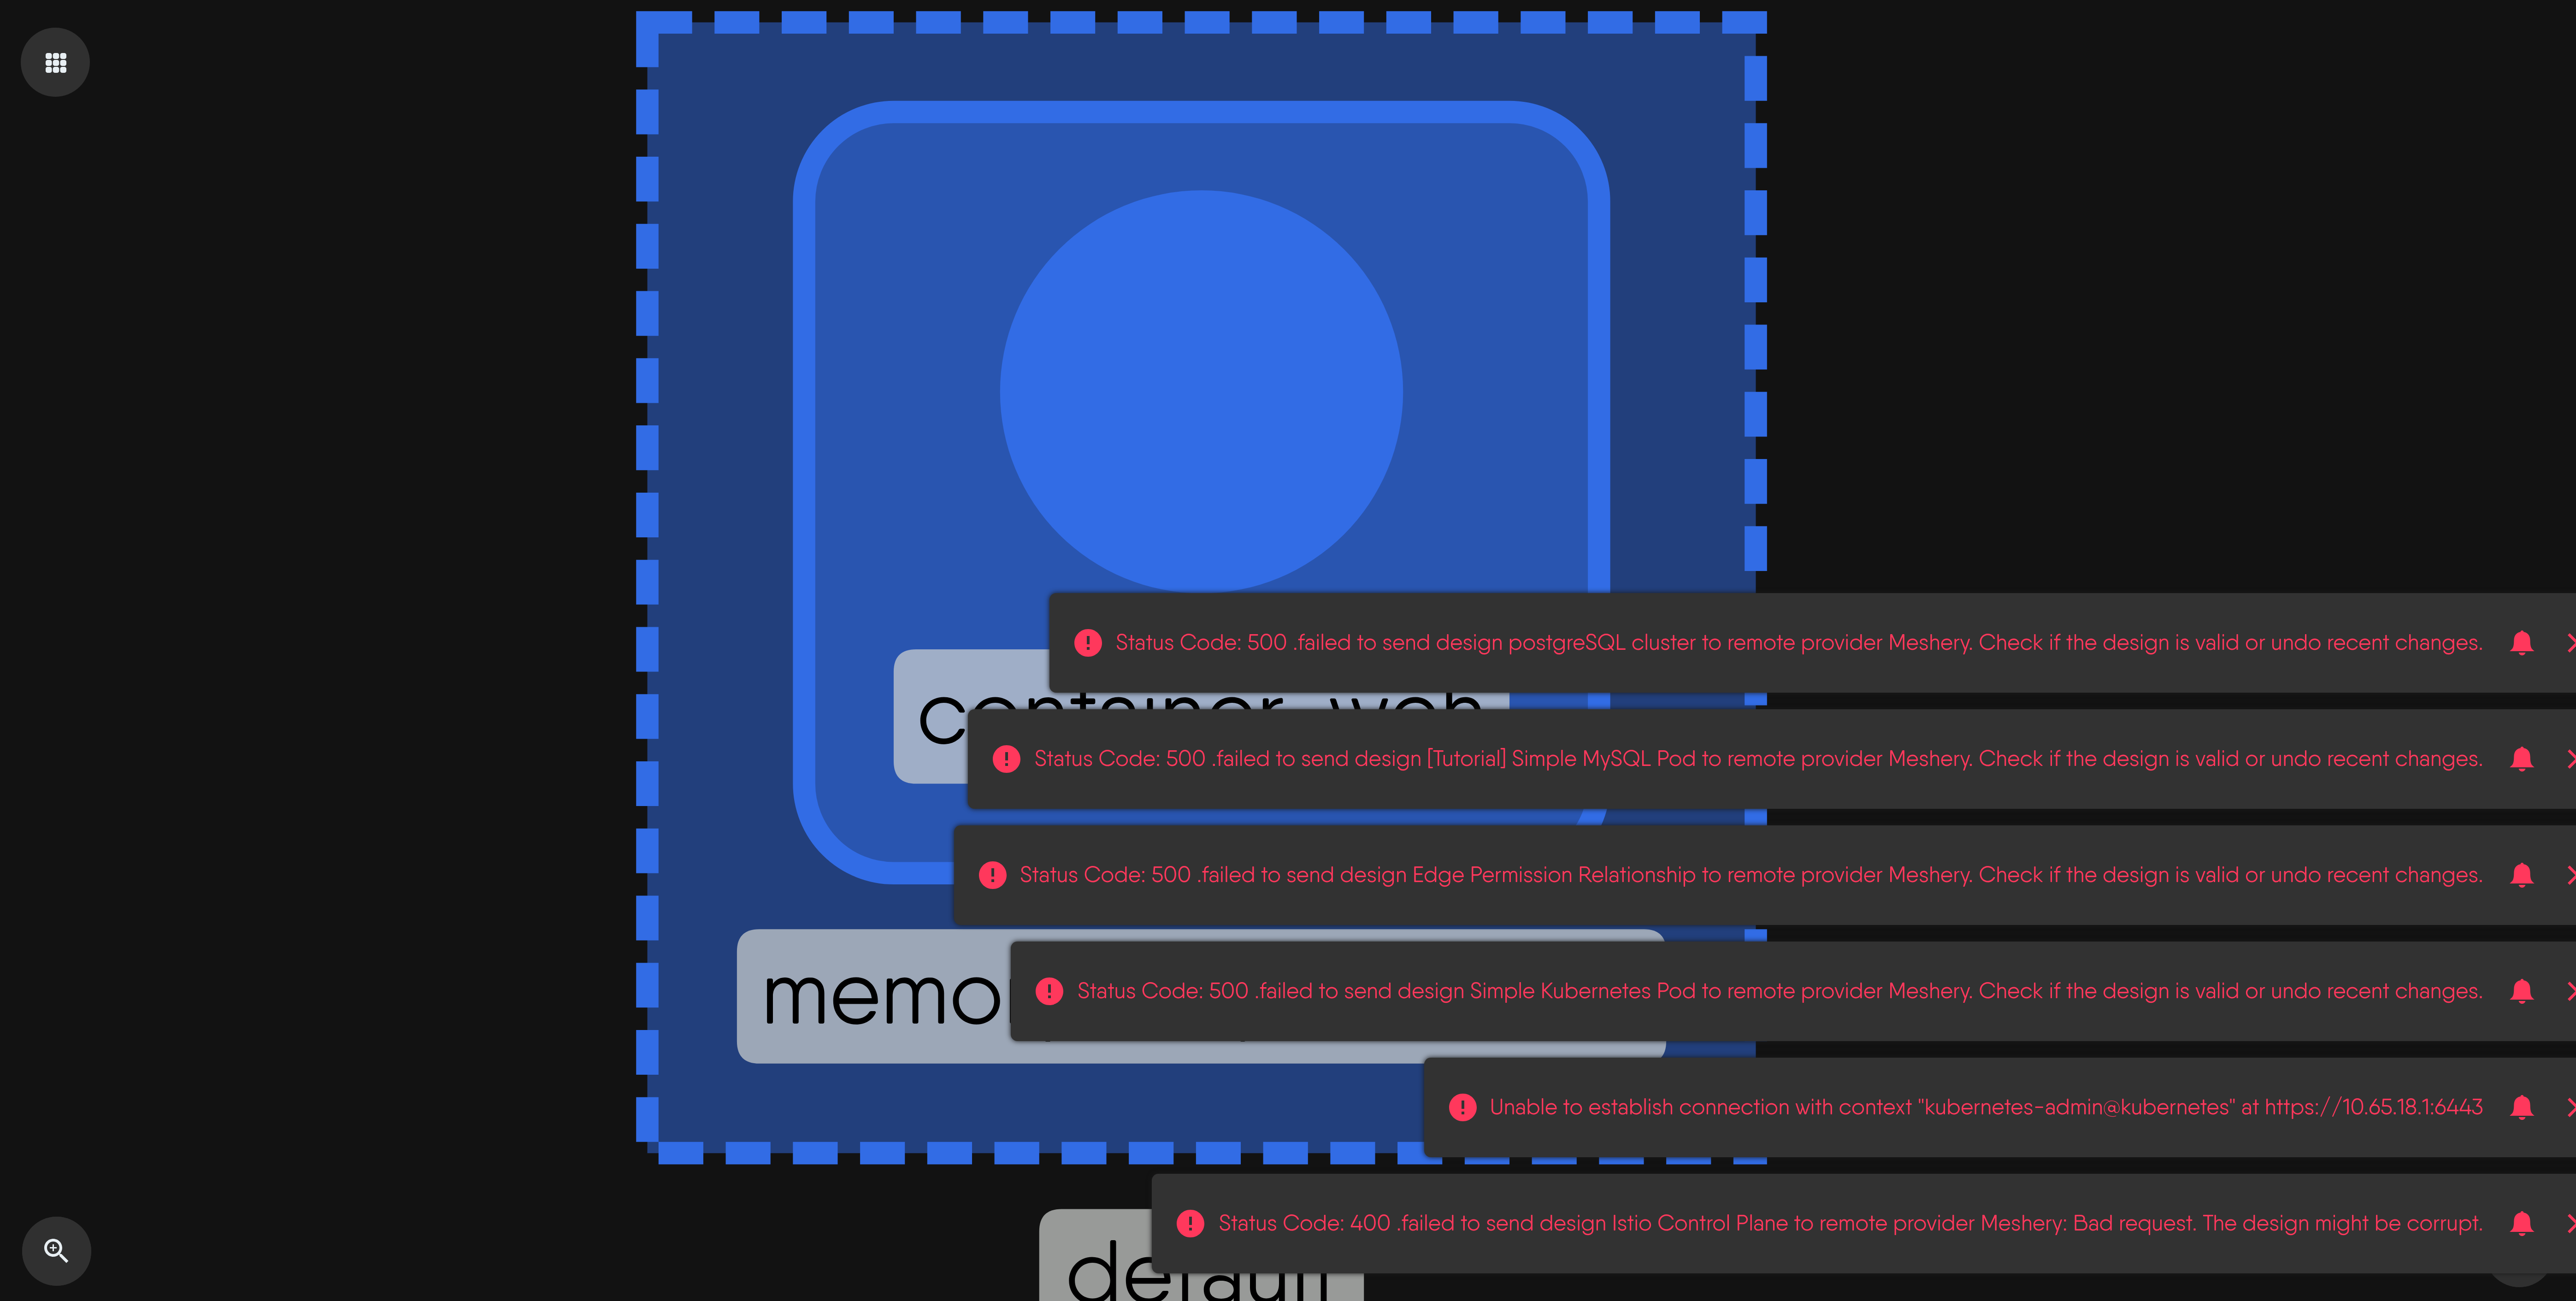 Status Code: 500 .failed to send design postgreSQL cluster to remote provider Meshery. Check if the design is valid or undo recent changes.
container web
Status Code: 500 .failed to send design [Tutorial] Simple MySQL Pod to remote provider Meshery. Check if the design is valid or undo recent changes.
Status Code: 500 .failed to send design Edge Permission Relationship to remote provider Meshery. Check if the design is valid or undo recent changes.
Status Code: 500 .failed to send design Simple Kubernetes Pod to remote provider Meshery. Check if the design is valid or undo recent changes.
Unable to establish connection with context "kubernetes-admin@kubernetes" at https://10.65.18.1:6443
Status Code: 400 .failed to send design Istio Control Plane to remote provider Meshery: Bad request. The design might be corrupt.
default